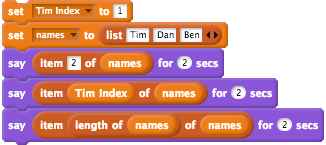 set Tim Index to 1
set names to list Tim Dan Ben
say item 2 of names for 2 secs
say item Tim Index of names for 2 secs
say item length of names of names for 2 secs